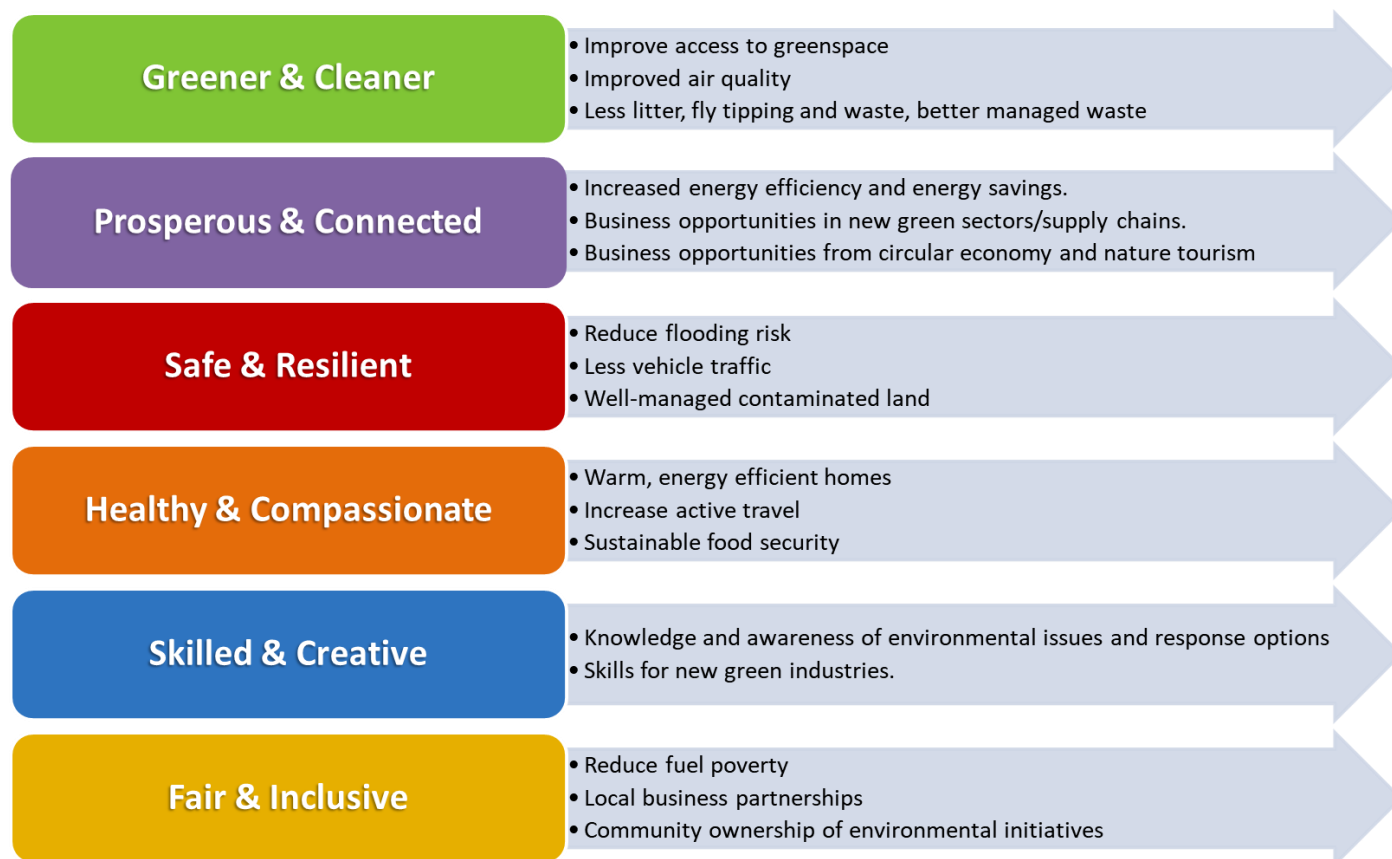 Greener & Cleaner
• Improve access to greenspace
• Improved air quality
• Less litter, fly tipping and waste, better managed waste
Prosperous & Connected
• Increased energy efficiency and energy savings.
• Business opportunities in new green sectors/supply chains.
• Business opportunities from circular economy and nature tourism
Safe & Resilient
• Reduce flooding risk
• Less vehicle traffic
• Well-managed contaminated land
Healthy & Compassionate
• Warm, energy efficient homes
• Increase active travel
• Sustainable food security
Skilled & Creative
• Knowledge and awareness of environmental issues and response options
• Skills for new green industries.
Fair & Inclusive
• Reduce fuel poverty
• Local business partnerships
• Community ownership of environmental initiatives